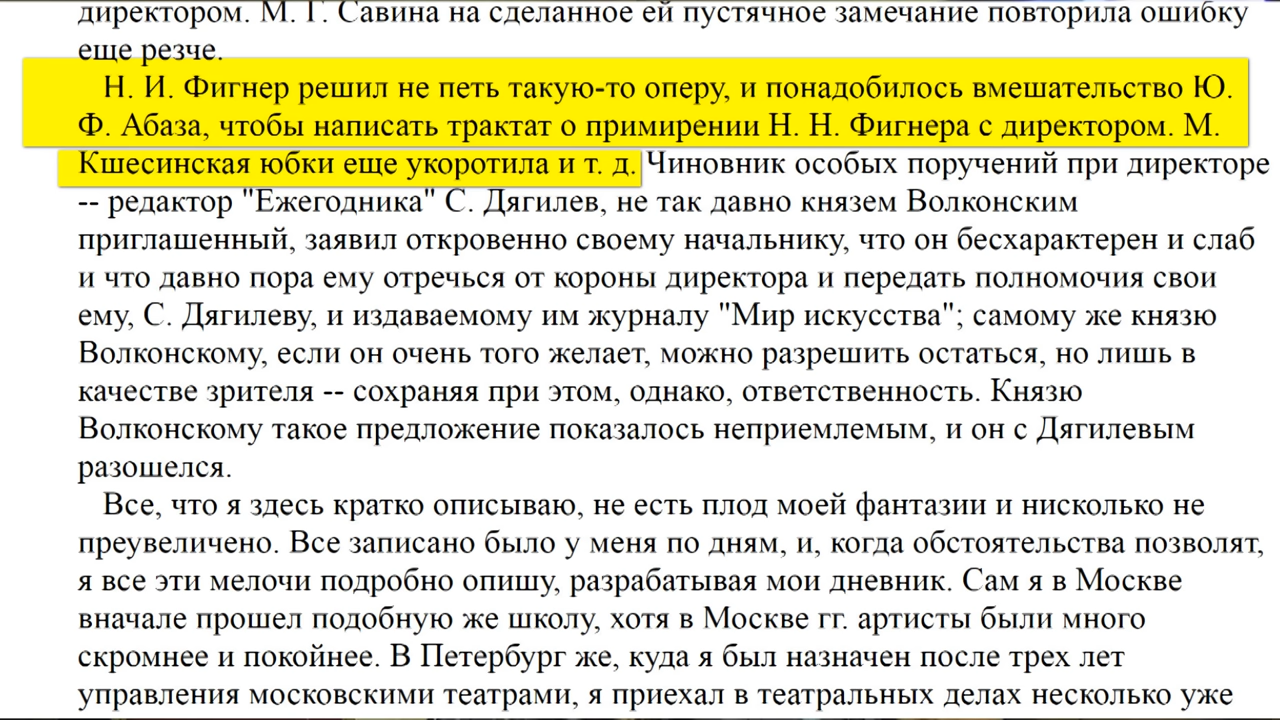 директором. М. Г. Савина на сделанное ей пустячное замечание повторила ошибку
еще резче.
Н. И. Фигнер решил не петь такую-то оперу, и понадобилось вмешательство Ю.
Ф. Абаза, чтобы написать трактат о примирении Н. Н. Фигнера с директором. М.
Кшесинская юбки еще укоротила и т. д. Чиновник особых поручений при директоре
-- редактор "Ежегодника" С. Дягилев, не так давно князем Волконским
приглашенный, заявил откровенно своему начальнику, что он бесхарактерен и слаб
и что давно пора ему отречься от короны директора и передать полномочия свои
ему, С. Дягилеву, и издаваемому им журналу "Мир искусства"; самому же князю
Волконскому, если он очень того желает, можно разрешить остаться, но лишь в
качестве зрителя -- сохраняя при этом, однако, ответственность. Князю
Волконскому такое предложение показалось неприемлемым, и он с Дягилевым
разошелся.
Все, что я здесь кратко описываю, не есть плод моей фантазии и нисколько не
преувеличено. Все записано было у меня по дням, и, когда обстоятельства позволят,
я все эти мелочи подробно опишу, разрабатывая мои дневник. Сам я в Москве
вначале прошел подобную же школу, хотя в Москве гг. артисты были много
скромнее и покойнее. В Петербург же, куда я был назначен после трех лет
управления московскими театрами, я приехал в театральных делах несколько уже